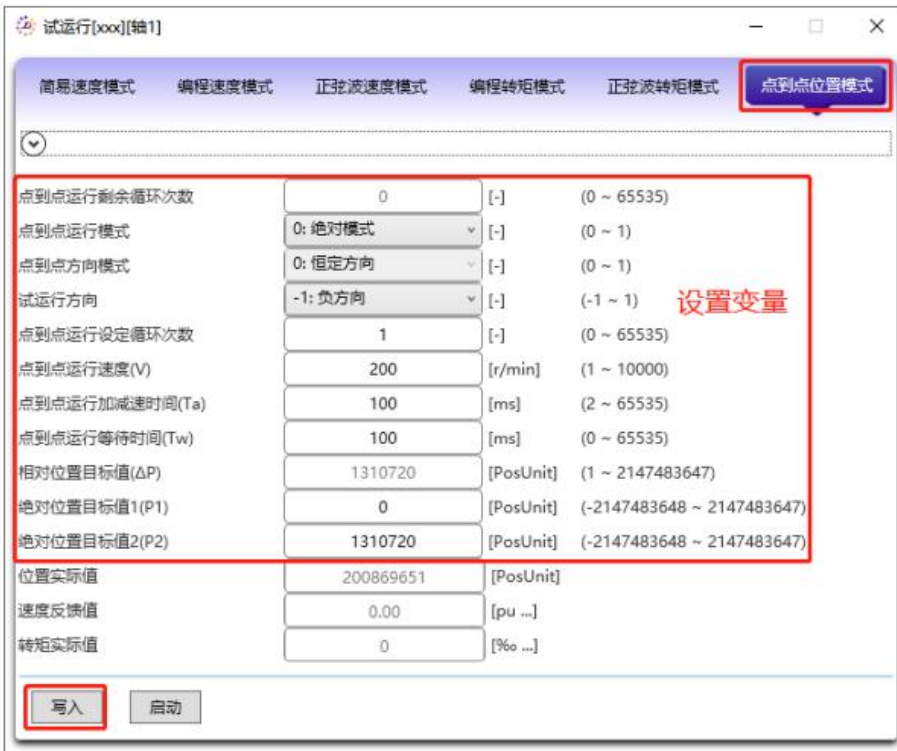 试运行[xxx][轴1]
简易速度模式 编程速度模式 正弦波速度模式 编程转矩模式 正弦波转矩模式 点到点位置模式
点到点运行剩余循环次数 0 [-] (0 ~ 65535)
点到点运行模式 0: 绝对模式 [-] (0 ~ 1)
点到点方向模式 0: 恒定方向 [-] (0 ~ 1)
试运行方向 -1: 负方向 [-] (-1 ~ 1) 设置变量
点到点运行设定循环次数 1 [-] (0 ~ 65535)
点到点运行速度(V) 200 [r/min] (1 ~ 10000)
点到点运行加减速时间(Ta) 100 [ms] (2 ~ 65535)
点到点运行等待时间(Tw) 100 [ms] (0 ~ 65535)
相对位置目标值(ΔP) 1310720 [PosUnit] (1 ~ 2147483647)
绝对位置目标值1(P1) 0 [PosUnit] (-2147483648 ~ 2147483647)
绝对位置目标值2(P2) 1310720 [PosUnit] (-2147483648 ~ 2147483647)
位置实际值 200869651 [PosUnit]
速度反馈值 0.00 [pu ...]
转矩实际值 0 [‰ ...]
写入 启动